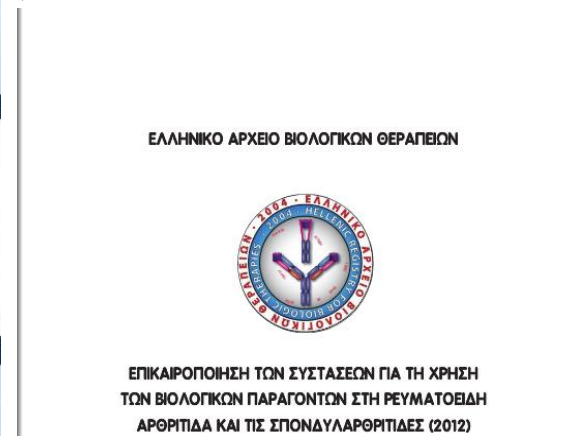 ΕΛΛΗΝΙΚΟ ΑΡΧΕΙΟ ΒΙΟΛΟΓΙΚΩΝ ΘΕΡΑΠΕΙΩΝ
2004 · ΕΛΛΗΝΙΚΟ ΑΡΧΕΙΟ ΒΙΟΛΟΓΙΚΩΝ ΘΕΡΑΠΕΙΩΝ ·
2004 · HELLENIC REGISTRY FOR BIOLOGIC THERAPIES ·
ΕΠΙΚΑΙΡΟΠΟΙΗΣΗ ΤΩΝ ΣΥΣΤΑΣΕΩΝ ΓΙΑ ΤΗ ΧΡΗΣΗ
ΤΩΝ ΒΙΟΛΟΓΙΚΩΝ ΠΑΡΑΓΟΝΤΩΝ ΣΤΗ ΡΕΥΜΑΤΟΕΙΔΗ
ΑΡΘΡΙΤΙΔΑ ΚΑΙ ΤΙΣ ΣΠΟΝΔΥΛΑΡΘΡΙΤΙΔΕΣ (2012)